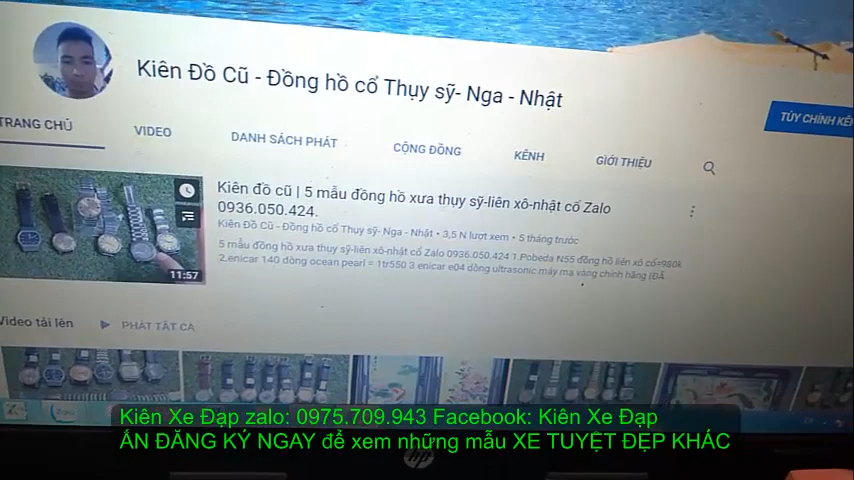 Kiên Đồ Cũ - Đồng hồ cổ Thụy sỹ- Nga - Nhật
TÙY CHỈNH KÊN
TRANG CHỦ
VIDEO
DANH SÁCH PHÁT
CỘNG ĐỒNG
KÊNH
GIỚI THIỆU
Kiên đồ cũ | 5 mẫu đồng hồ xưa thụy sỹ-liên xô-nhật cổ Zalo
0936.050.424.
Kiên Đồ Cũ - Đồng hồ cổ Thụy sỹ- Nga - Nhật • 3,5 N lượt xem • 5 tháng trước
5 mẫu đồng hồ xưa thụy sỹ-liên xô-nhật cổ Zalo 0936.050.424 1.Pobeda N55 đồng hồ liên xô cổ=980k
2.enicar 140 dòng ocean pearl = 1tr550 3.enicar e04 dòng ultrasonic máy mạ vàng chính hãng (Đã
11:57
Video tải lên
PHÁT TẤT CẢ
Zalo
Kiên Xe Đạp zalo: 0975.709.943 Facebook: Kiên Xe Đạp
ẤN ĐĂNG KÝ NGAY để xem những mẫu XE TUYỆT ĐẸP KHÁC
hp